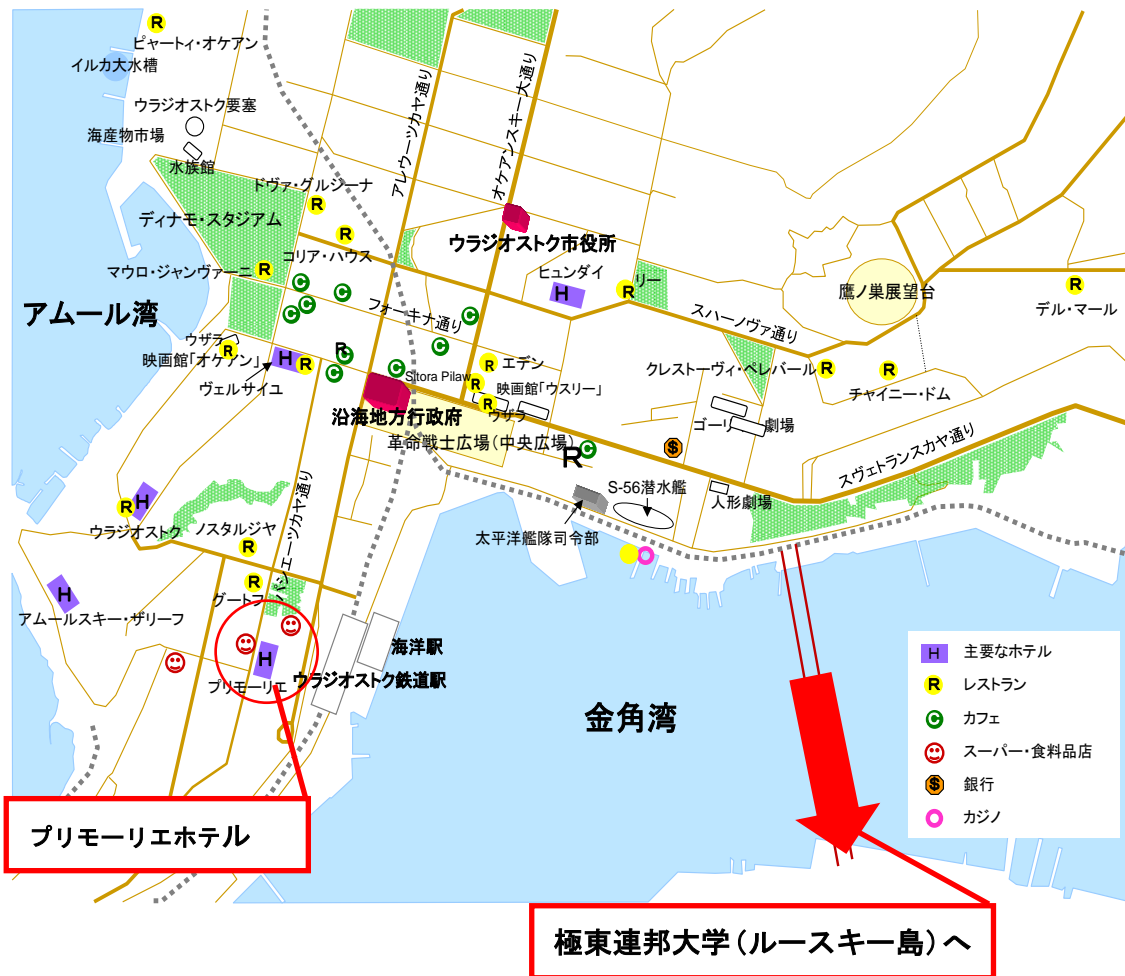 R
ピャーティ・オケアン
イルカ大水槽
ウラジオストク要塞
海産物市場
水族館
アレウーツカヤ通り
オケアンスキー大通り
ドヴァ・グルジーナ
R
ディナモ・スタジアム
R
コリア・ハウス
マウロ・ジャンヴァーニ
R
ウラジオストク市役所
ヒュンダイ
H
R
リー
鷹ノ巣展望台
R
デル・マール
アムール湾
C
C
C
C
C
フォーキナ通り
スハーノヴァ通り
ウザラ
R
映画館「オケアン」
H
R
ヴェルサイユ
R
C
C
C
C
R
エデン
Sitora Pilaw
R
映画館「ウスリー」
R
ウザラ
クレストーヴィ・ペレバール
R
R
チャイニー・ドム
沿海地方行政府
革命戦士広場（中央広場）
R
C
$
ゴーリ
劇場
スヴェトランスカヤ通り
S-56潜水艦
人形劇場
太平洋艦隊司令部
R
H
ウラジオストク
ノスタルジヤ
R
パシエーツカヤ通り
H
アムールスキー・ザリーフ
R
グートフ
H
プリモーリエ
海洋駅
ウラジオストク鉄道駅
金角湾
H 主要なホテル
R レストラン
C カフェ
スーパー・食料品店
$ 銀行
カジノ
プリモーリエホテル
極東連邦大学（ルースキー島）へ